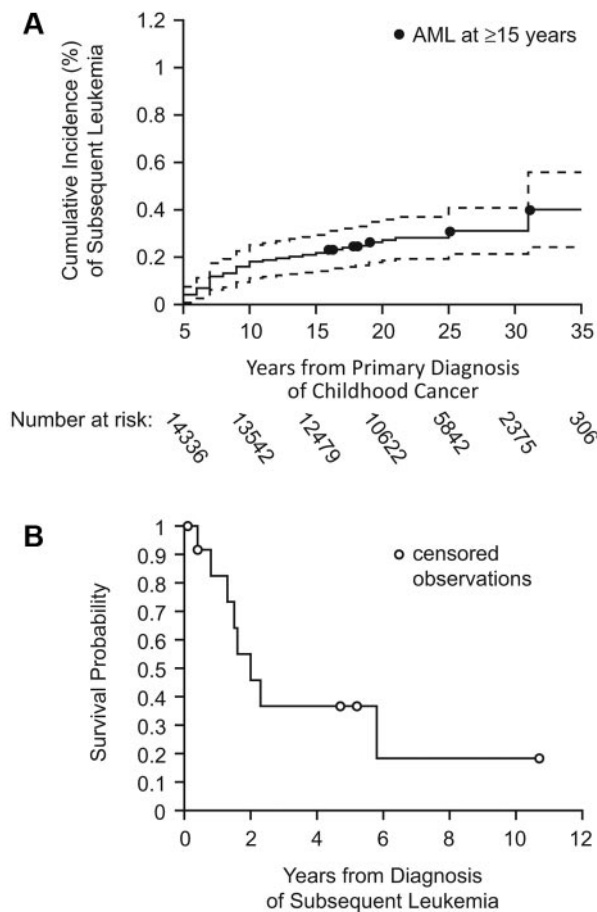 A
AML at ≥15 years
Cumulative Incidence (%)
of Subsequent Leukemia
1.2
1
0.8
0.6
0.4
0.2
0
5 10 15 20 25 30 35
Years from Primary Diagnosis
of Childhood Cancer
Number at risk: 14336 13542 12479 10622 5842 2375 306
B
censored
observations
Survival Probability
1
0.9
0.8
0.7
0.6
0.5
0.4
0.3
0.2
0.1
0
0 2 4 6 8 10 12
Years from Diagnosis
of Subsequent Leukemia